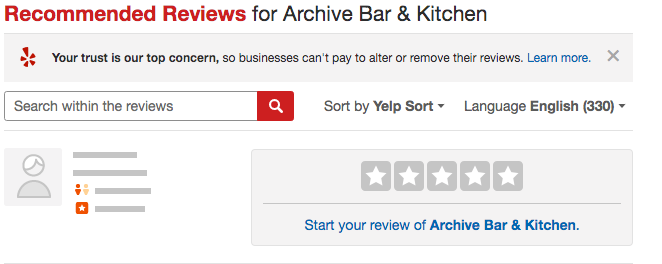 Recommended Reviews for Archive Bar & Kitchen
Your trust is our top concern, so businesses can't pay to alter or remove their reviews. Learn more.
Search within the reviews
Sort by Yelp Sort
Language English (330)
Start your review of Archive Bar & Kitchen.